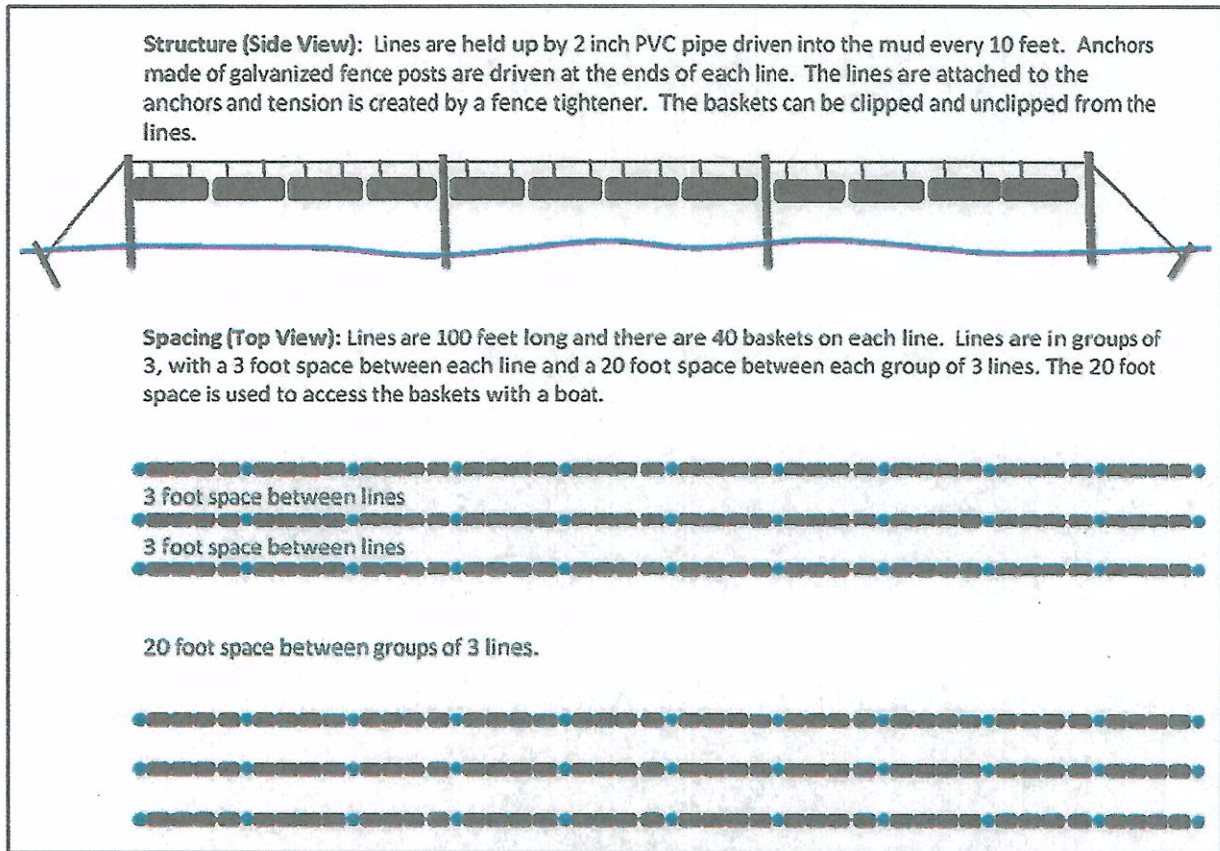 Structure (Side View): Lines are held up by 2 inch PVC pipe driven into the mud every 10 feet. Anchors
made of galvanized fence posts are driven at the ends of each line. The lines are attached to the
anchors and tension is created by a fence tightener. The baskets can be clipped and unclipped from the
lines.
Spacing (Top View): Lines are 100 feet long and there are 40 baskets on each line. Lines are in groups of
3, with a 3 foot space between each line and a 20 foot space between each group of 3 lines. The 20 foot
space is used to access the baskets with a boat.
3 foot space between lines
3 foot space between lines
20 foot space between groups of 3 lines.